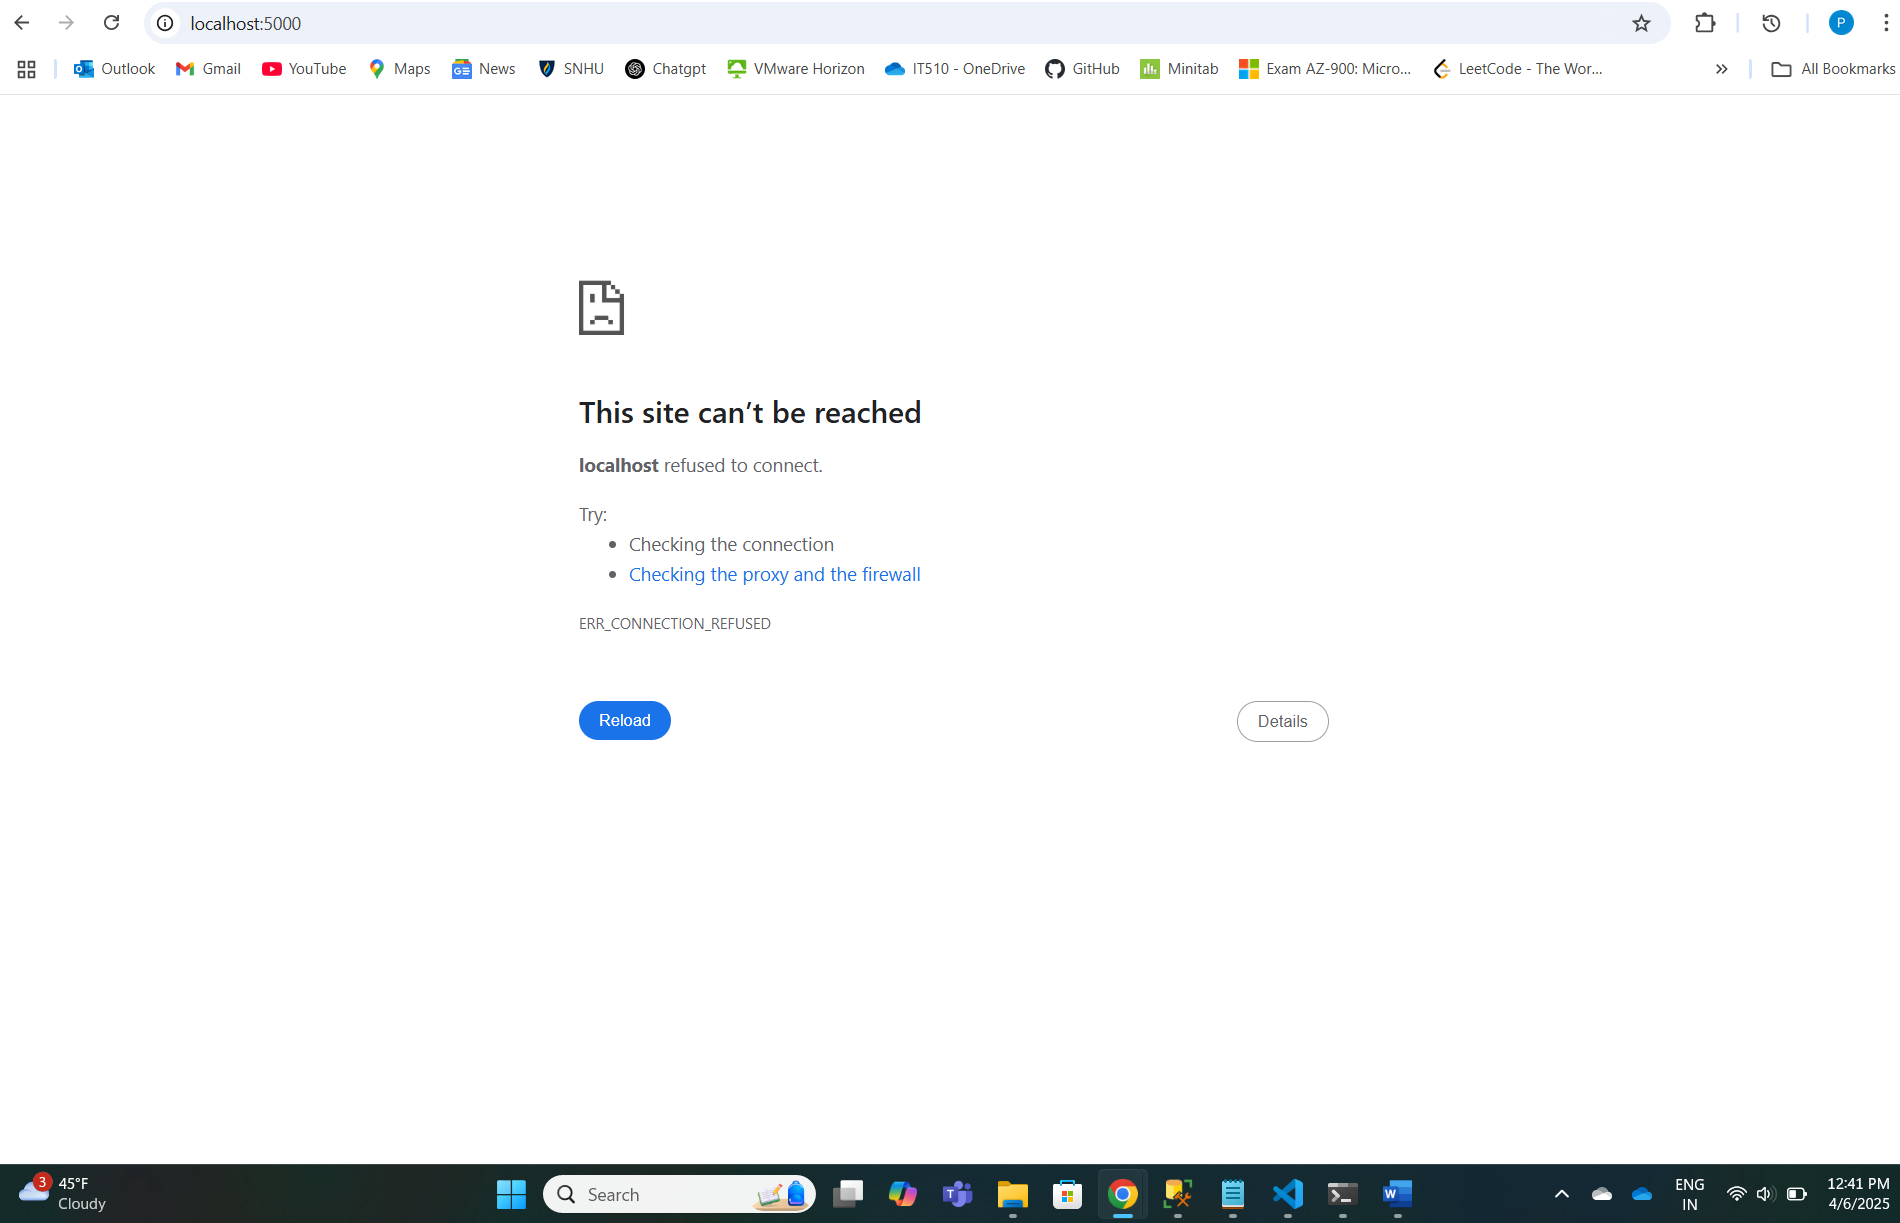 localhost:5000
P
Outlook Gmail YouTube Maps News SNHU Chatgpt VMware Horizon IT510 - OneDrive GitHub Minitab Exam AZ-900: Micro... LeetCode - The Wor... All Bookmarks
This site can’t be reached
localhost refused to connect.
Try:
Checking the connection
Checking the proxy and the firewall
ERR_CONNECTION_REFUSED
Reload Details
3 45°F
Cloudy
Search
ENG
IN
12:41 PM
4/6/2025